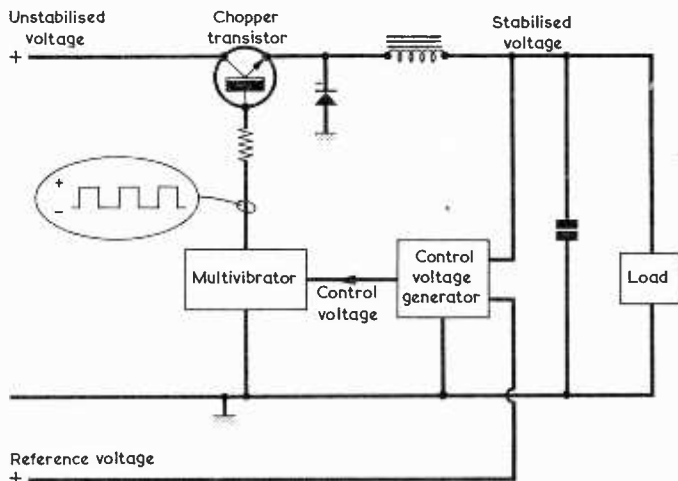 Unstabilised
voltage
+
Chopper
transistor
Stabilised
voltage
+
−
Multivibrator
Control
voltage
Control
voltage
generator
Load
Reference voltage
+